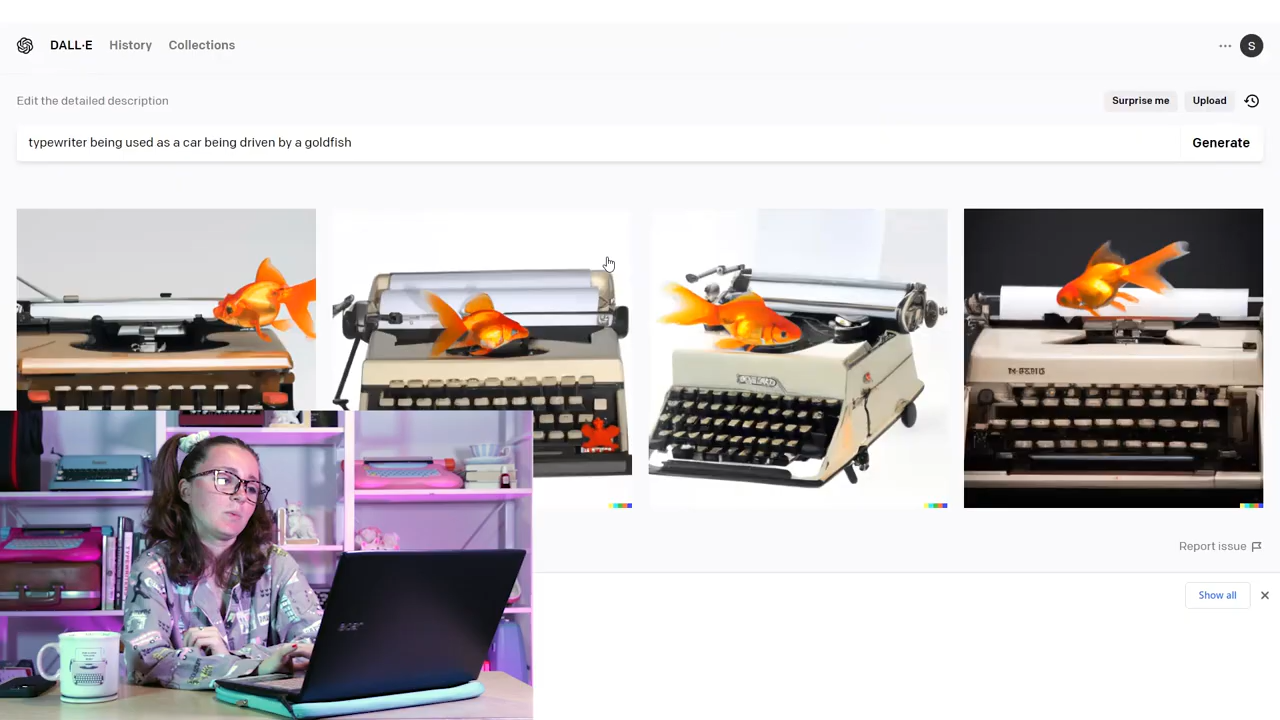 DALL·E History Collections
S
Edit the detailed description
Surprise me Upload
typewriter being used as a car being driven by a goldfish
Generate
Report issue
Show all
acer